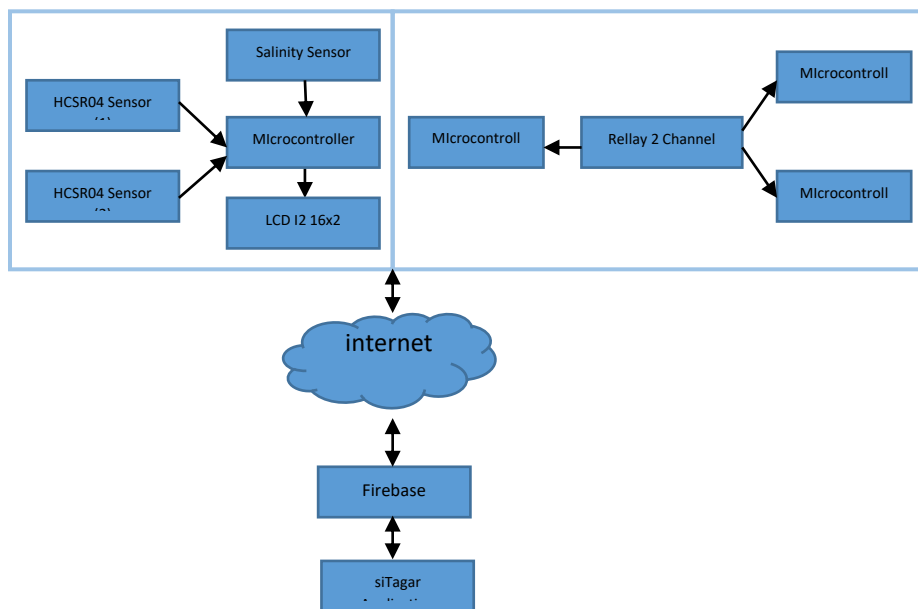 Salinity Sensor
HCSR04 Sensor
MIcrocontroller
HCSR04 Sensor
LCD I2 16x2
MIcrocontroll
Rellay 2 Channel
MIcrocontroll
MIcrocontroll
internet
Firebase
siTagar